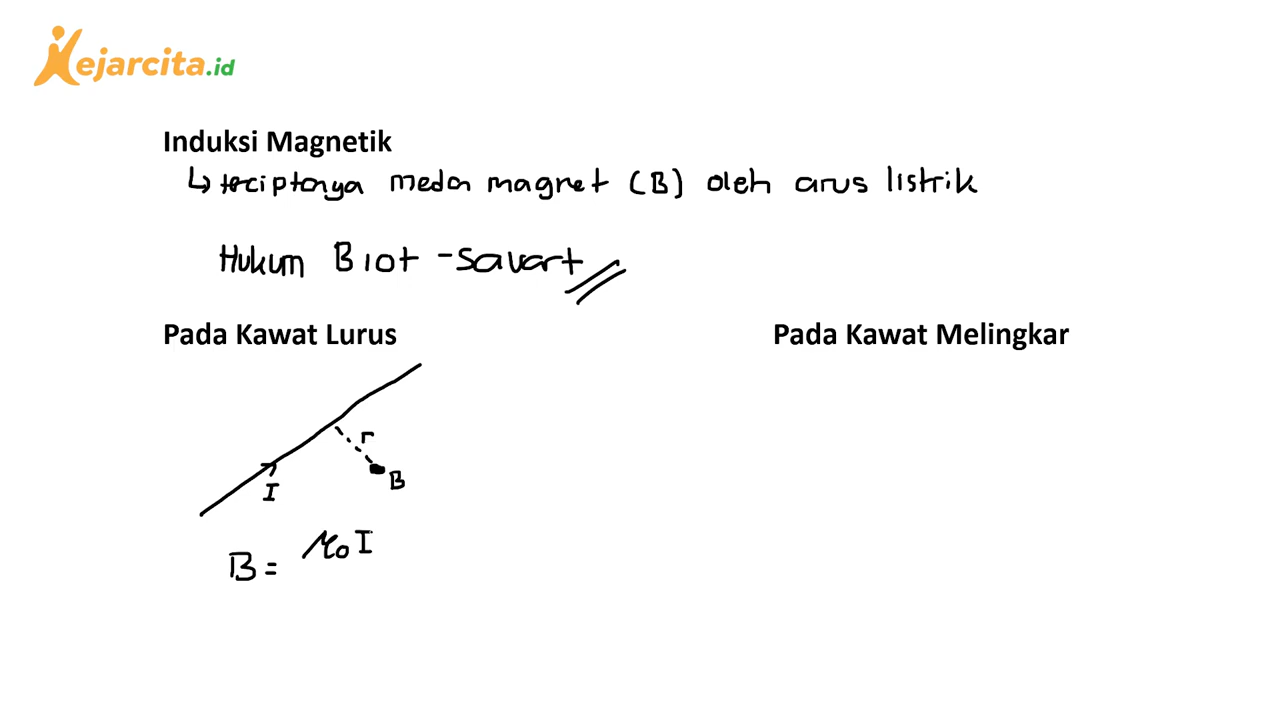 Kejarcita.id
Induksi Magnetik
↳ terciptanya medan magnet (B) oleh arus listrik
Hukum Biot - Savart
Pada Kawat Lurus
Pada Kawat Melingkar
r
B
I
B = μ₀I